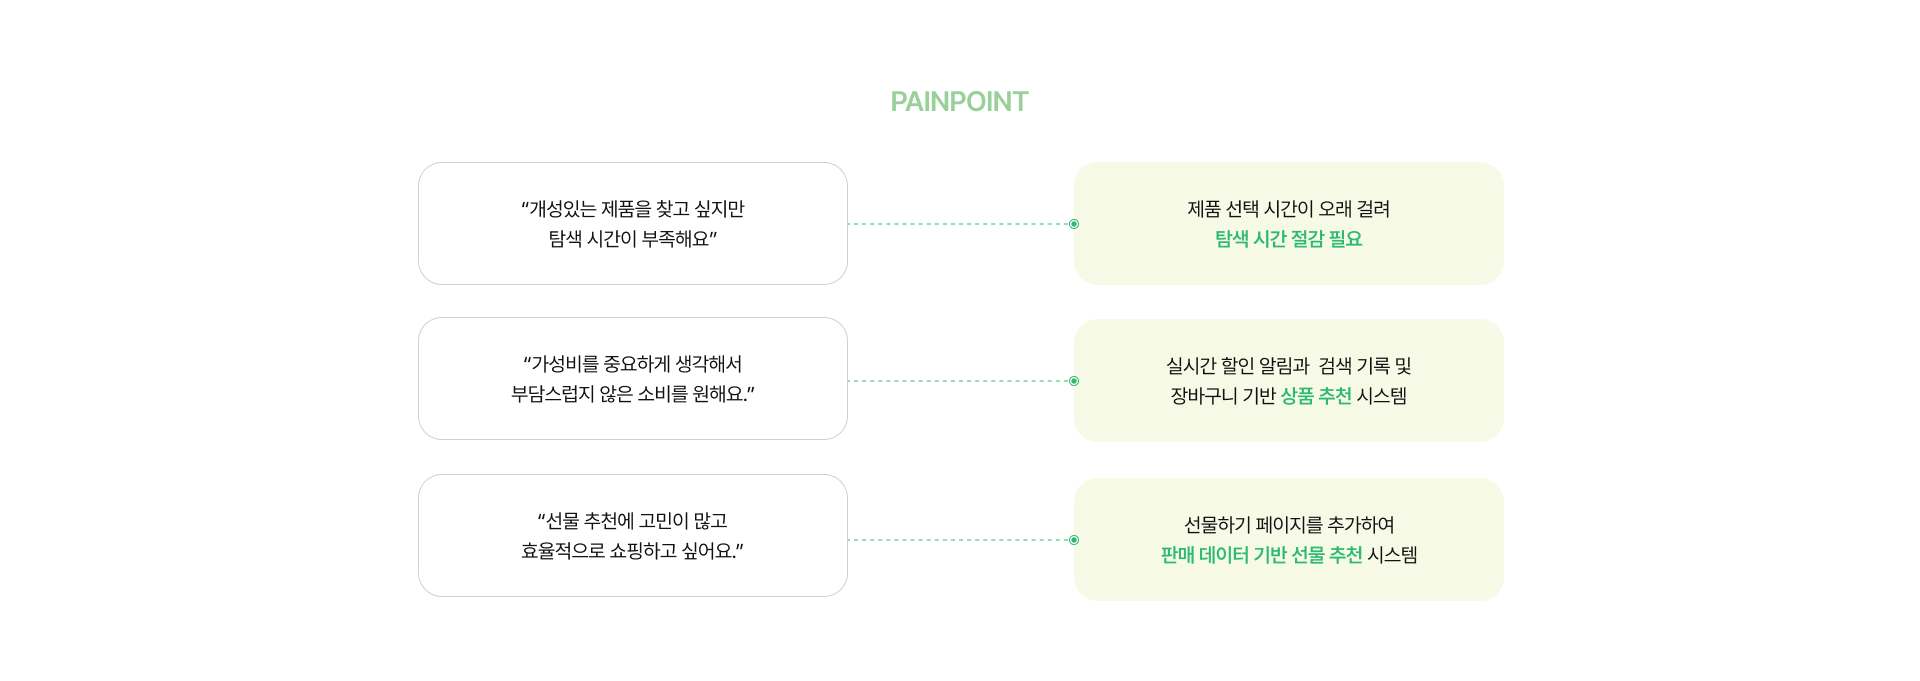 PAINPOINT
“개성있는 제품을 찾고 싶지만
탐색 시간이 부족해요”
제품 선택 시간이 오래 걸려
탐색 시간 절감 필요
“가성비를 중요하게 생각해서
부담스럽지 않은 소비를 원해요.”
실시간 할인 알림과 검색 기록 및
장바구니 기반 상품 추천 시스템
“선물 추천에 고민이 많고
효율적으로 쇼핑하고 싶어요.”
선물하기 페이지를 추가하여
판매 데이터 기반 선물 추천 시스템